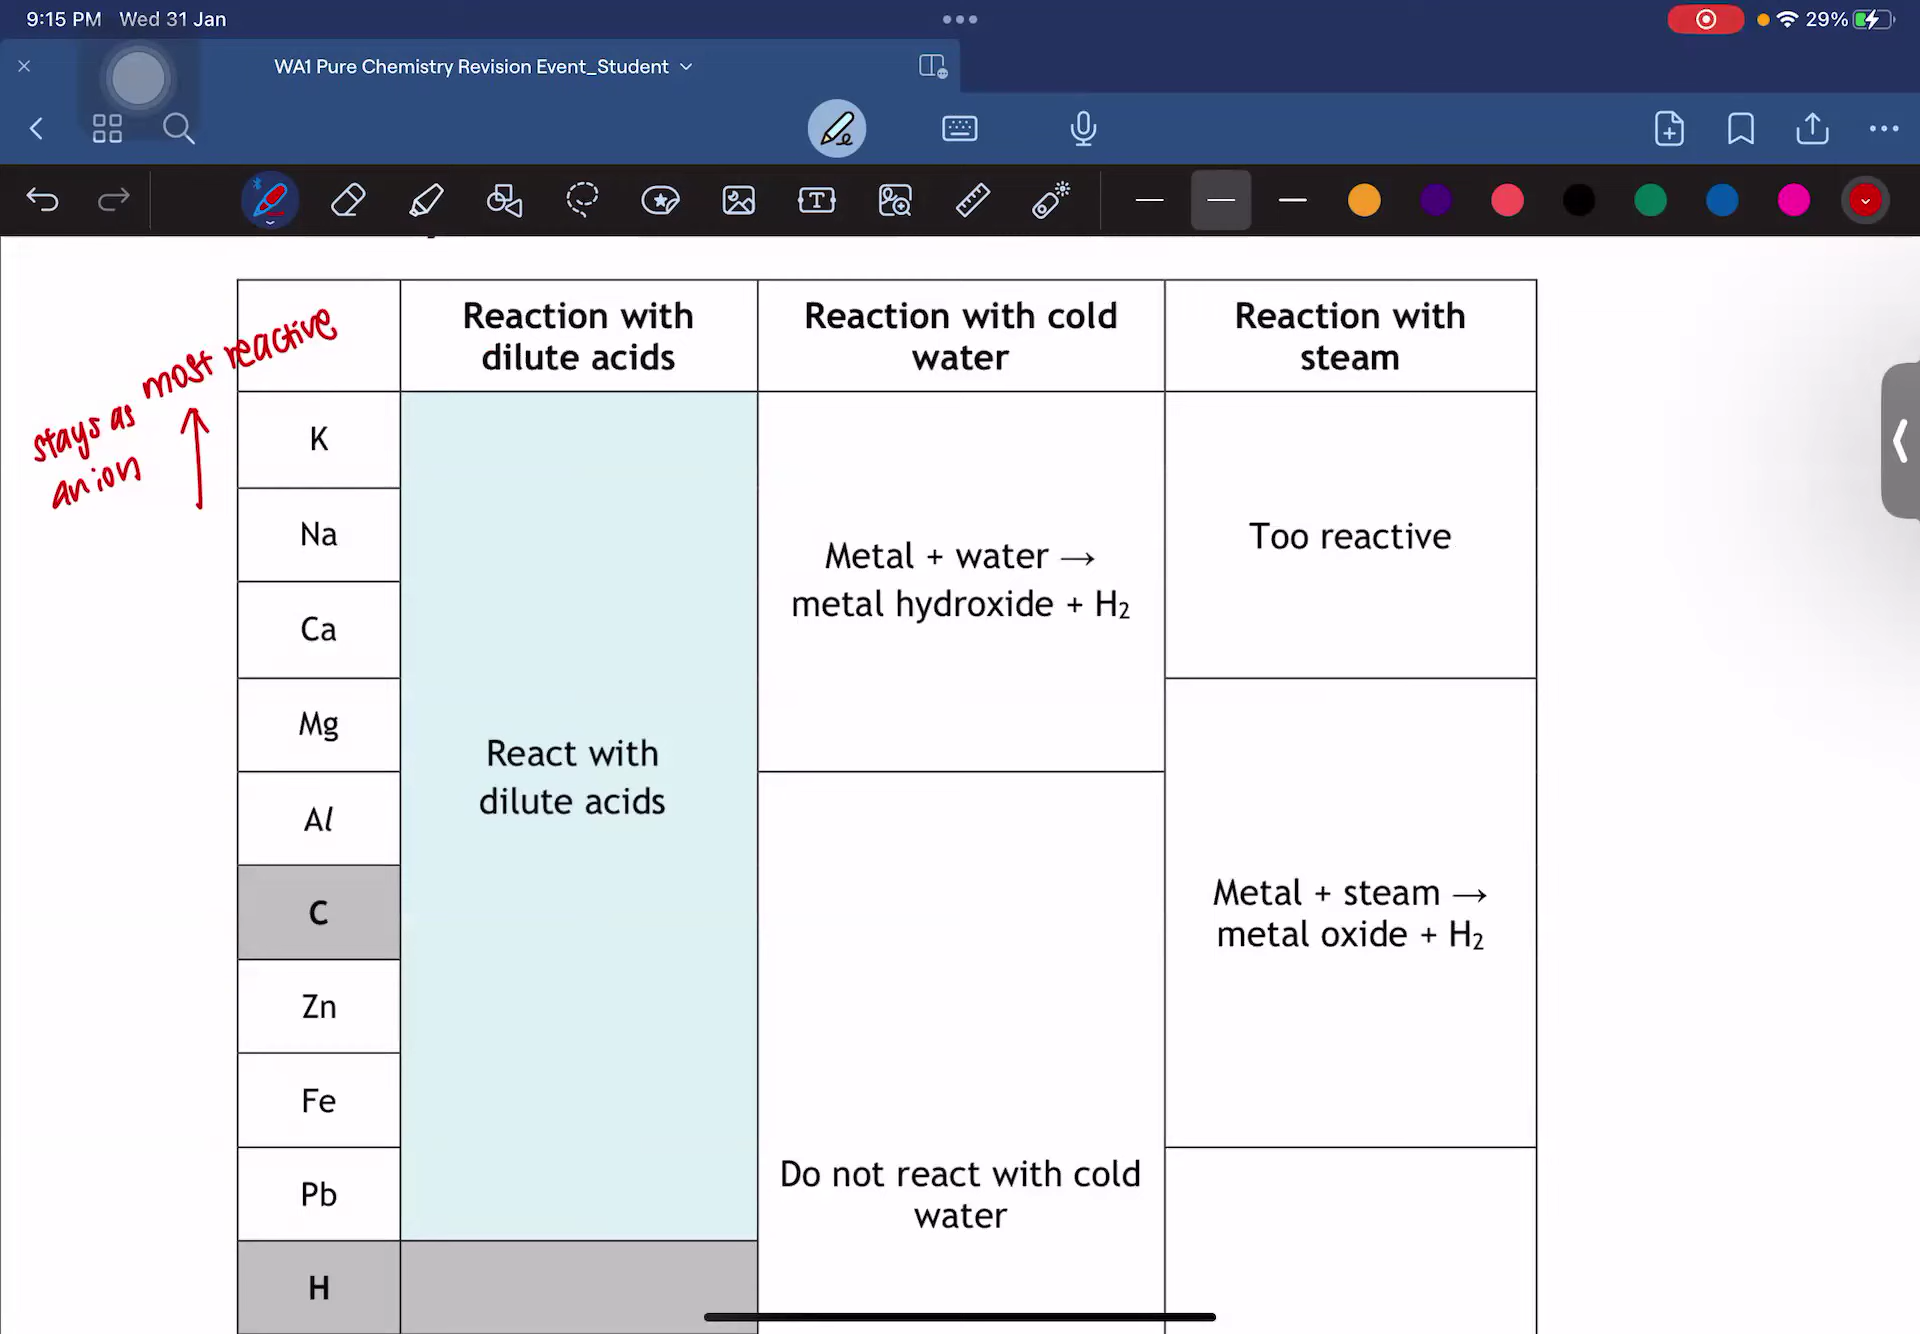 9:15 PM Wed 31 Jan
29%
WA1 Pure Chemistry Revision Event_Student
Reaction with
dilute acids
Reaction with cold
water
Reaction with
steam
most reactive
stays as
an ion
K
Na
Ca
Mg
Al
C
Zn
Fe
Pb
H
React with
dilute acids
Metal + water →
metal hydroxide + H₂
Do not react with cold
water
Too reactive
Metal + steam →
metal oxide + H₂